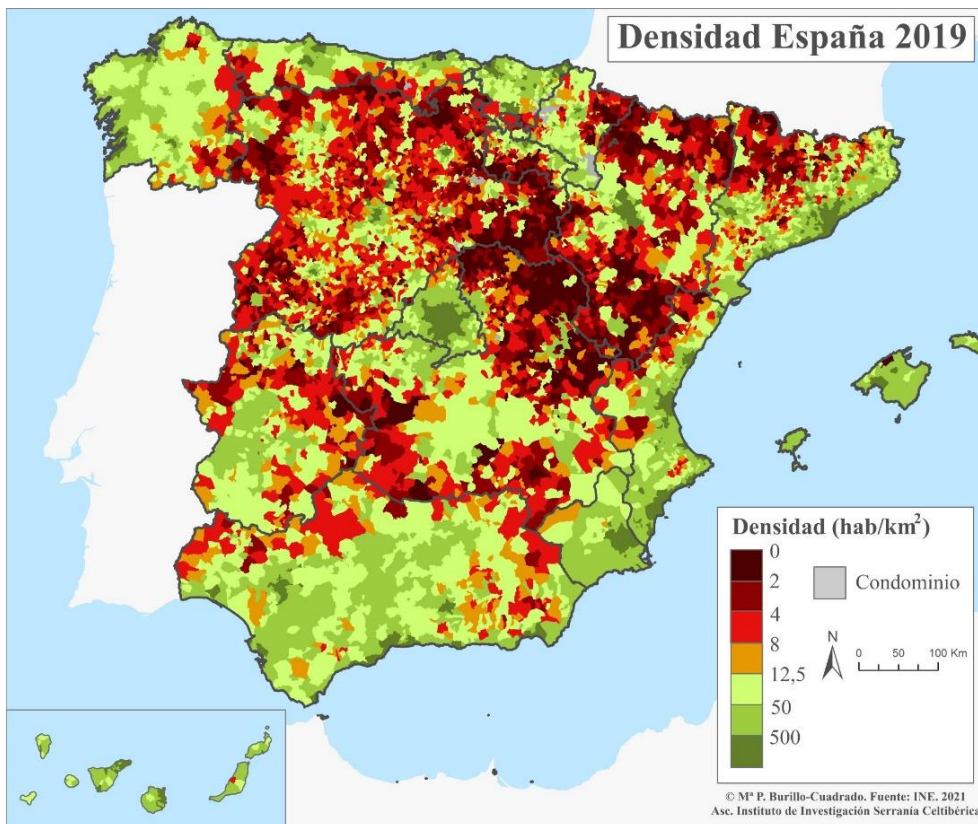 Densidad España 2019
Densidad (hab/km²)
0
2
4
8
12,5
50
500
Condominio
N
0 50 100 Km
© Mª P. Burillo-Cuadrado. Fuente: INE. 2021
Asc. Instituto de Investigación Serranía Celtibérica